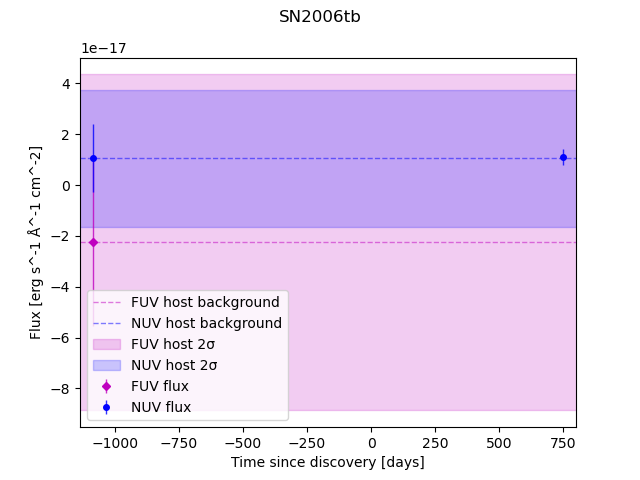 SN2006tb
1e−17
4
2
0
−2
−4
−6
−8
Flux [erg s^-1 Å^-1 cm^-2]
FUV host background
NUV host background
FUV host 2σ
NUV host 2σ
FUV flux
NUV flux
−1000 −750 −500 −250 0 250 500 750
Time since discovery [days]